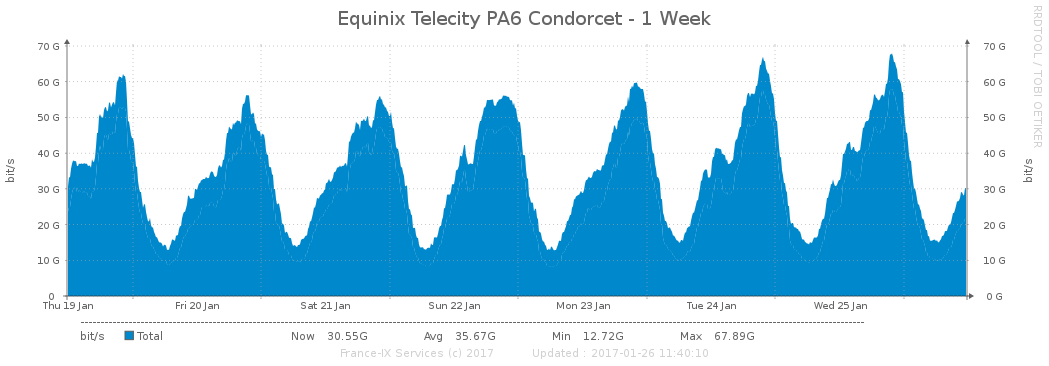 Equinix Telecity PA6 Condorcet - 1 Week
RRDTOOL / TOBI OETIKER
bit/s
bit/s
70 G 70 G
60 G 60 G
50 G 50 G
40 G 40 G
30 G 30 G
20 G 20 G
10 G 10 G
0 0 G
Thu 19 Jan Fri 20 Jan Sat 21 Jan Sun 22 Jan Mon 23 Jan Tue 24 Jan Wed 25 Jan
bit/s Total Now 30.55G Avg 35.67G Min 12.72G Max 67.89G
France-IX Services (c) 2017 Updated : 2017-01-26 11:40:10